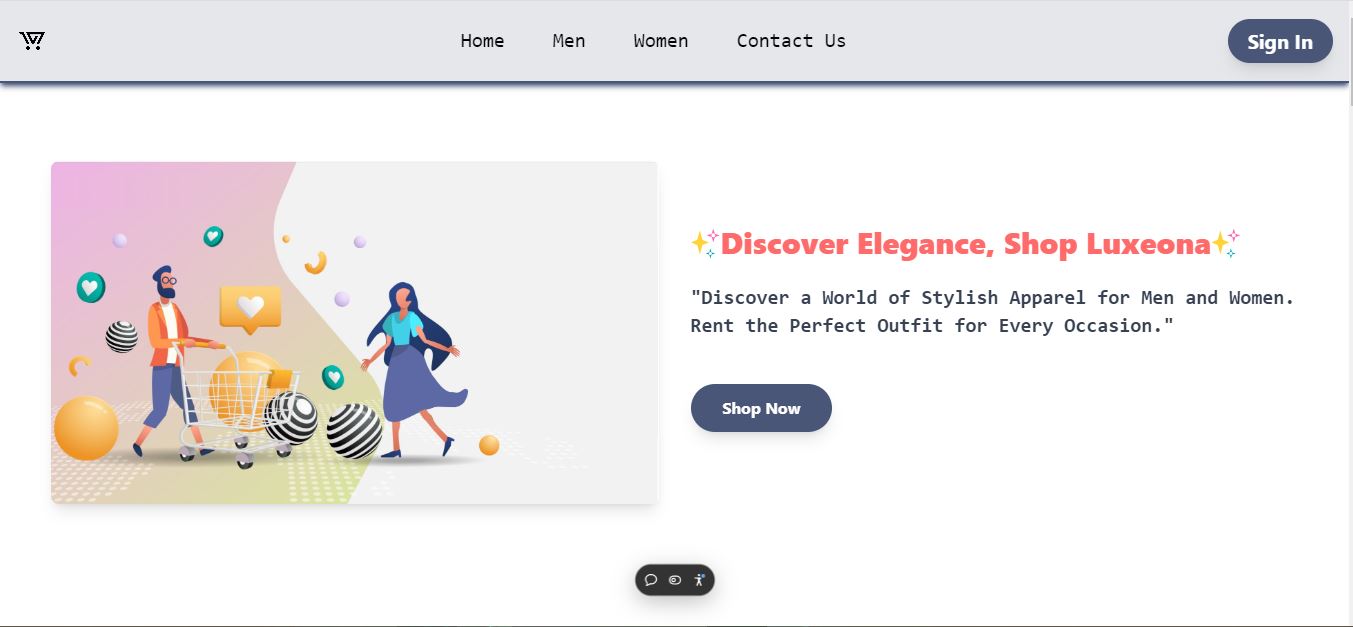 Home Men Women Contact Us Sign In
✨Discover Elegance, Shop Luxeona✨
"Discover a World of Stylish Apparel for Men and Women.
Rent the Perfect Outfit for Every Occasion."
Shop Now